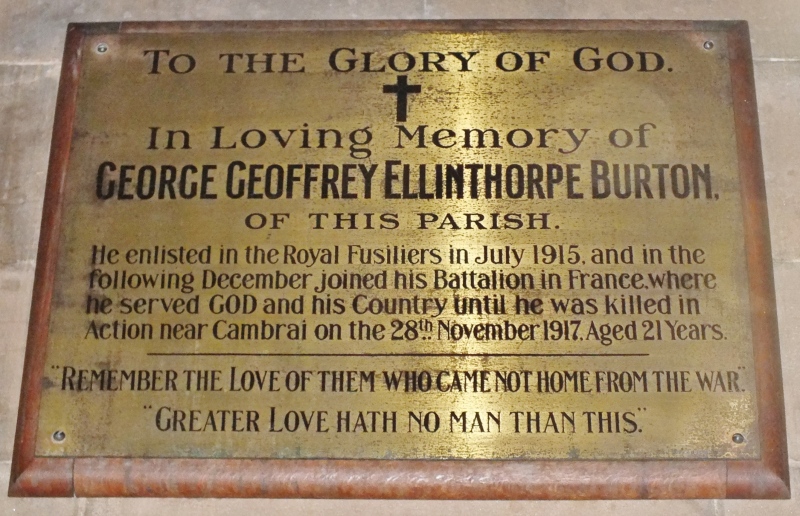 TO THE GLORY OF GOD.
In Loving Memory of
GEORGE GEOFFREY ELLINTHORPE BURTON,
OF THIS PARISH.
He enlisted in the Royal Fusiliers in July 1915, and in the
following December joined his Battalion in France, where
he served GOD and his Country until he was killed in
Action near Cambrai on the 28th November 1917, Aged 21 Years.
"REMEMBER THE LOVE OF THEM WHO CAME NOT HOME FROM THE WAR".
"GREATER LOVE HATH NO MAN THAN THIS."